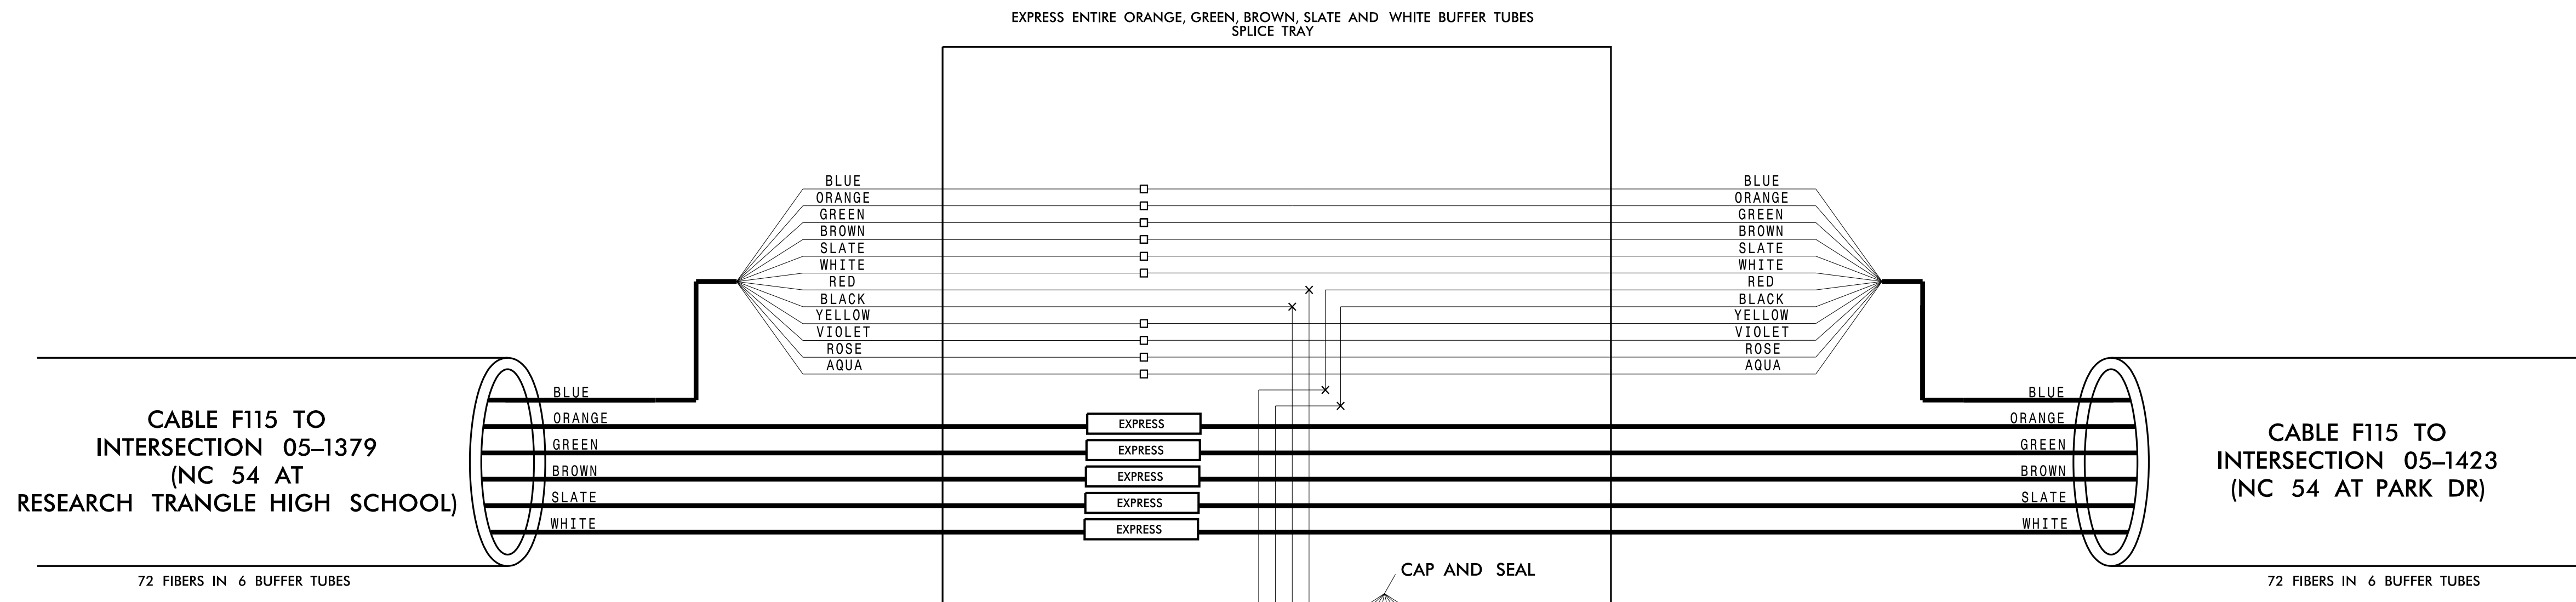 EXPRESS ENTIRE ORANGE, GREEN, BROWN, SLATE AND WHITE BUFFER TUBES
SPLICE TRAY
BLUE
ORANGE
GREEN
BROWN
SLATE
WHITE
RED
BLACK
YELLOW
VIOLET
ROSE
AQUA
BLUE
ORANGE
GREEN
BROWN
SLATE
WHITE
RED
BLACK
YELLOW
VIOLET
ROSE
AQUA
CABLE F115 TO
INTERSECTION 05–1379
(NC 54 AT
RESEARCH TRANGLE HIGH SCHOOL)
72 FIBERS IN 6 BUFFER TUBES
BLUE
ORANGE
GREEN
BROWN
SLATE
WHITE
EXPRESS
EXPRESS
EXPRESS
EXPRESS
EXPRESS
CAP AND SEAL
BLUE
ORANGE
GREEN
BROWN
SLATE
WHITE
CABLE F115 TO
INTERSECTION 05–1423
(NC 54 AT PARK DR)
72 FIBERS IN 6 BUFFER TUBES